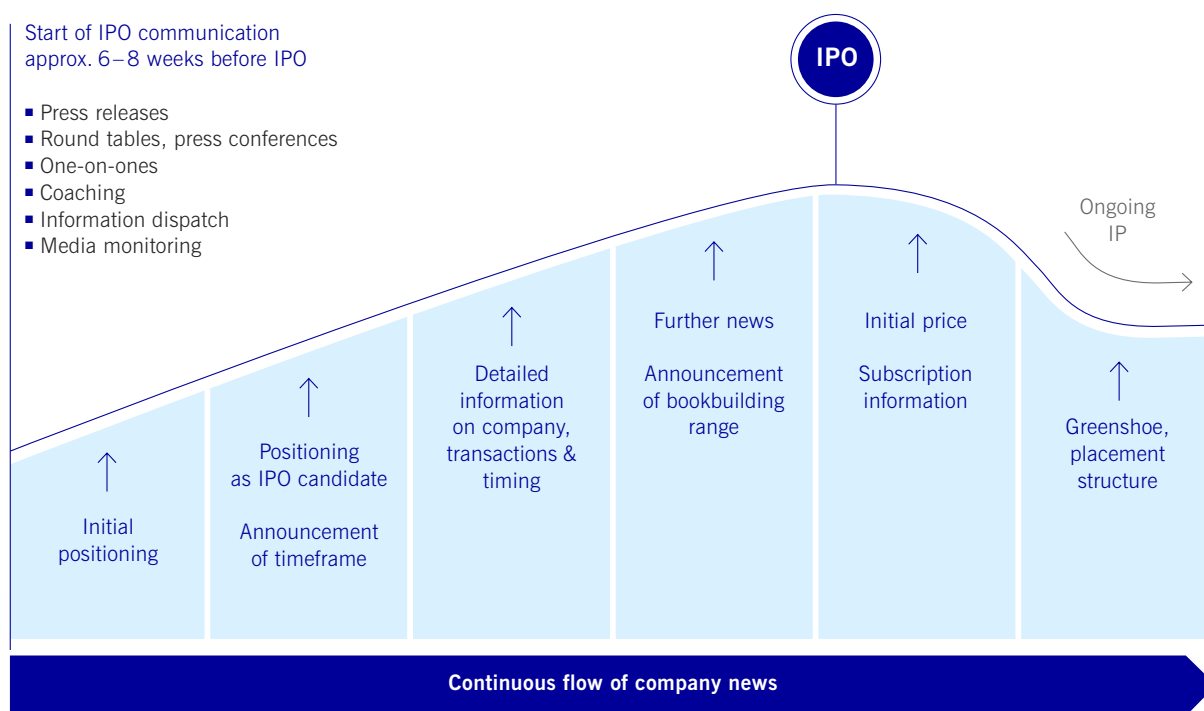 Start of IPO communication
approx. 6–8 weeks before IPO
■ Press releases
■ Round tables, press conferences
■ One-on-ones
■ Coaching
■ Information dispatch
■ Media monitoring
IPO
Ongoing
IP
Initial
positioning
Positioning
as IPO candidate
Announcement
of timeframe
Detailed
information
on company,
transactions &
timing
Further news
Announcement
of bookbuilding
range
Initial price
Subscription
information
Greenshoe,
placement
structure
Continuous flow of company news